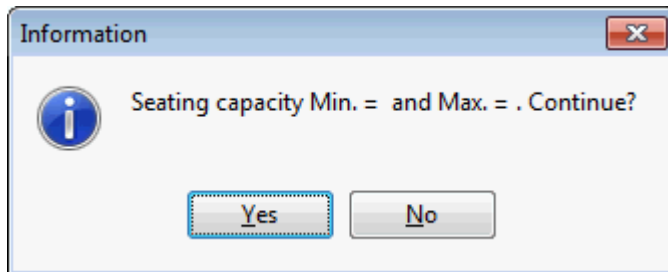 Information
Seating capacity Min. =  and Max. = . Continue?
Yes No